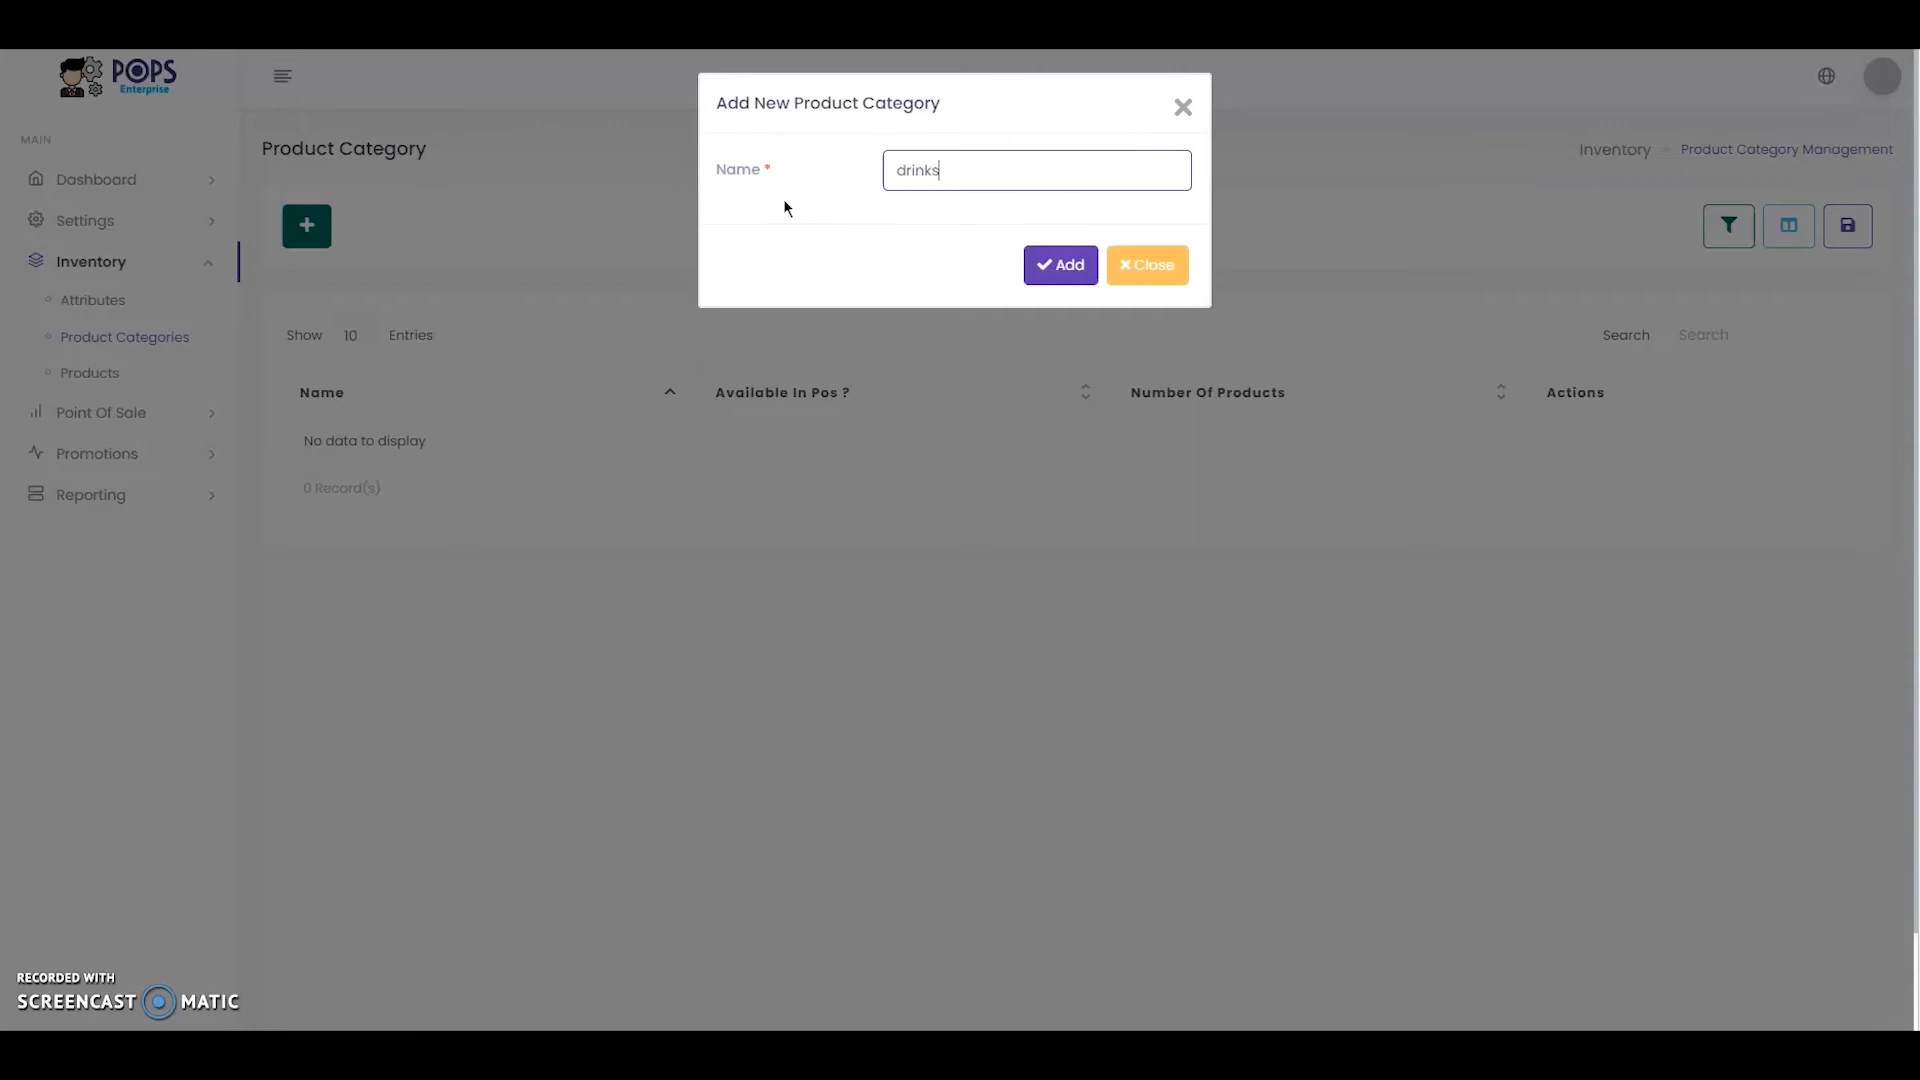 POPS
Enterprise
MAIN
Dashboard
Settings
Inventory
Attributes
Product Categories
Products
Point Of Sale
Promotions
Reporting
Product Category
Inventory Product Category Management
Add New Product Category
Name * drinks
Add Close
Show 10 Entries
Search Search
Name Available In Pos ? Number Of Products Actions
No data to display
0 Record(s)
RECORDED WITH
SCREENCAST MATIC